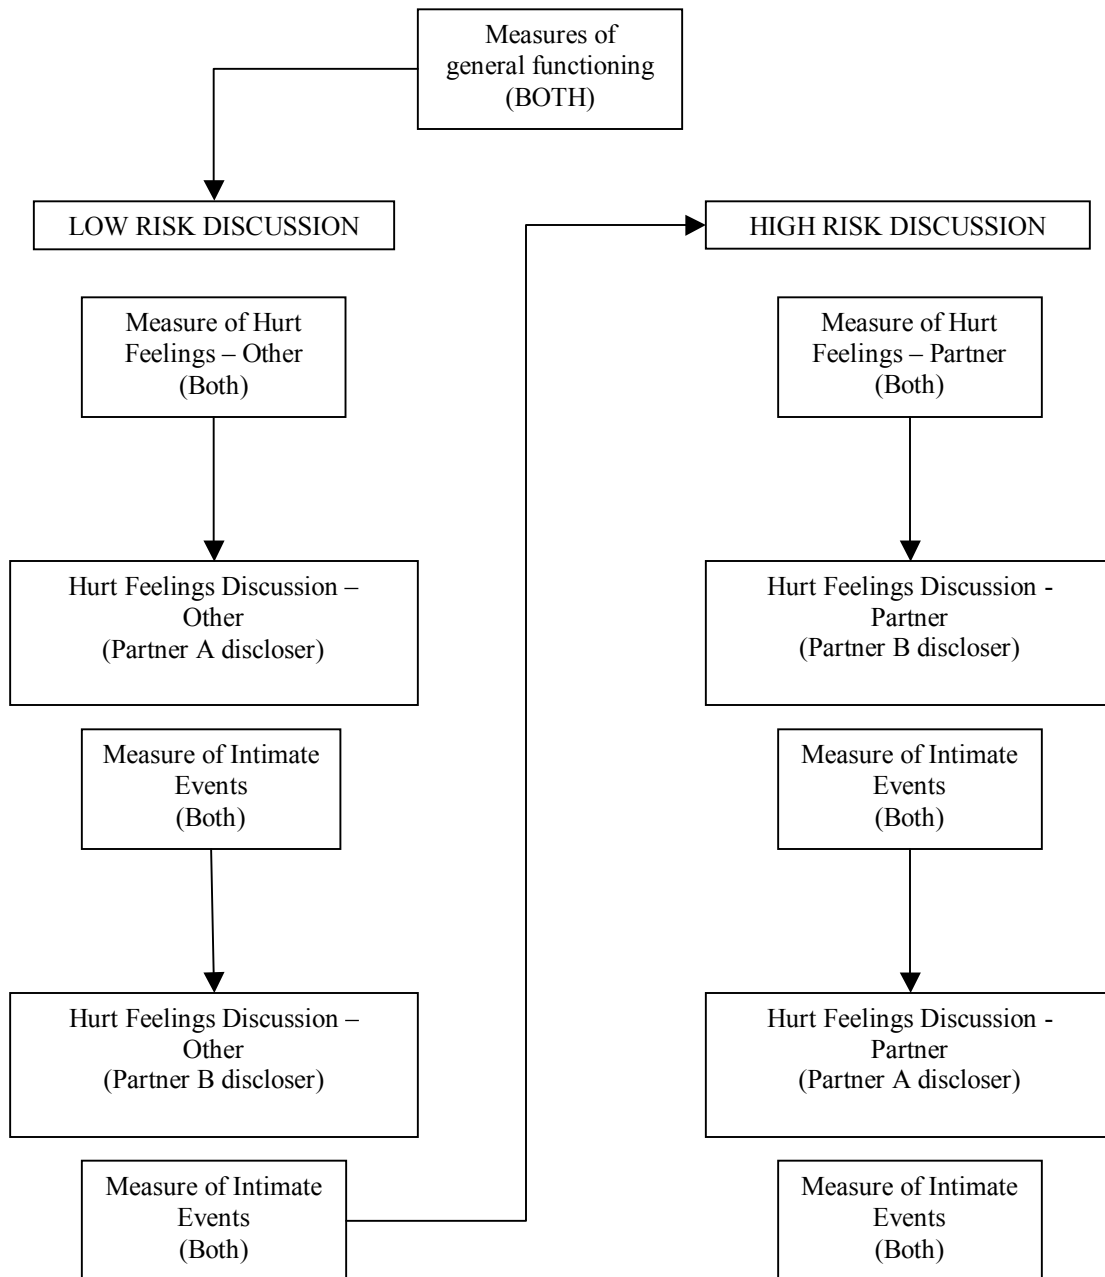 Measures of
general functioning
(BOTH)
LOW RISK DISCUSSION
Measure of Hurt
Feelings – Other
(Both)
Hurt Feelings Discussion –
Other
(Partner A discloser)
Measure of Intimate
Events
(Both)
Hurt Feelings Discussion –
Other
(Partner B discloser)
Measure of Intimate
Events
(Both)
HIGH RISK DISCUSSION
Measure of Hurt
Feelings – Partner
(Both)
Hurt Feelings Discussion -
Partner
(Partner B discloser)
Measure of Intimate
Events
(Both)
Hurt Feelings Discussion -
Partner
(Partner A discloser)
Measure of Intimate
Events
(Both)